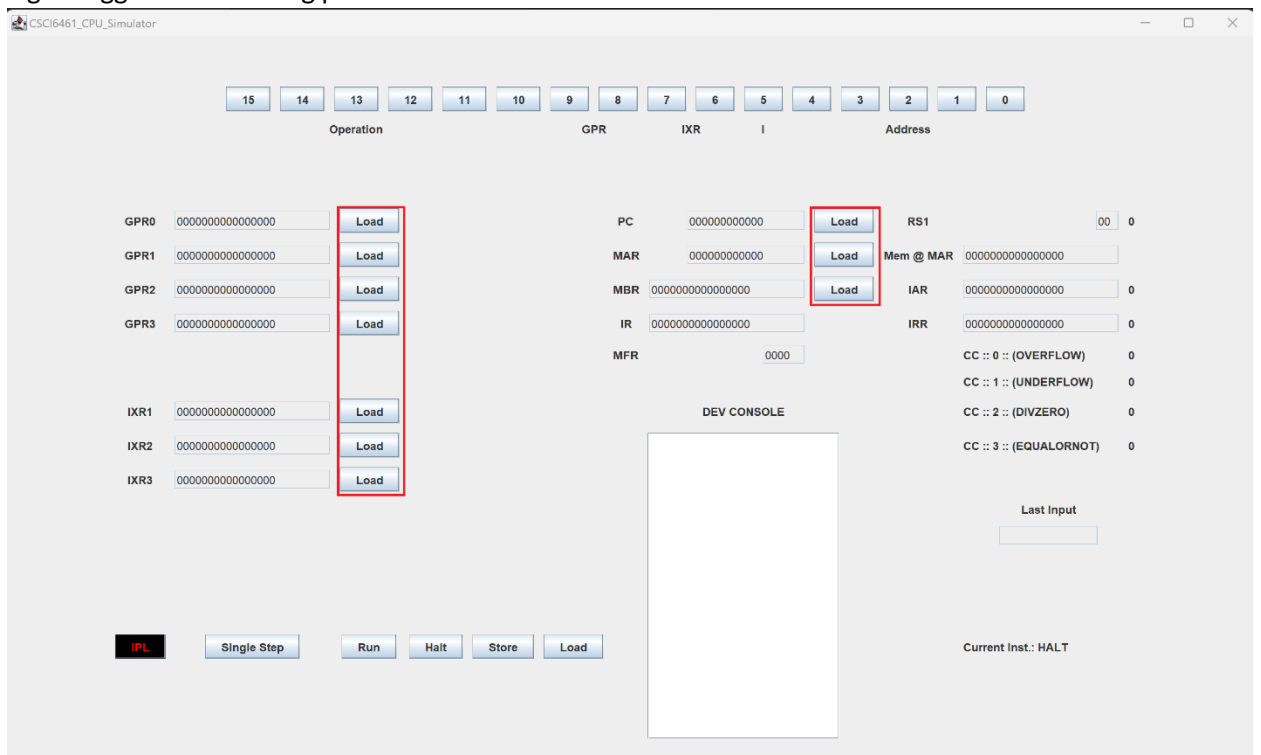 CSCI6461_CPU_Simulator
15 14 13 12 11 10 9 8 7 6 5 4 3 2 1 0
Operation GPR IXR I Address
GPR0 0000000000000000 Load PC 000000000000 Load RS1 00 0
GPR1 0000000000000000 Load MAR 000000000000 Load Mem @ MAR 0000000000000000
GPR2 0000000000000000 Load MBR 0000000000000000 Load IAR 0000000000000000 0
GPR3 0000000000000000 Load IR 0000000000000000 IRR 0000000000000000 0
MFR 0000 CC :: 0 :: (OVERFLOW) 0
CC :: 1 :: (UNDERFLOW) 0
IXR1 0000000000000000 Load DEV CONSOLE CC :: 2 :: (DIVZERO) 0
IXR2 0000000000000000 Load CC :: 3 :: (EQUALORNOT) 0
IXR3 0000000000000000 Load
Last Input
IPL Single Step Run Halt Store Load Current Inst.: HALT